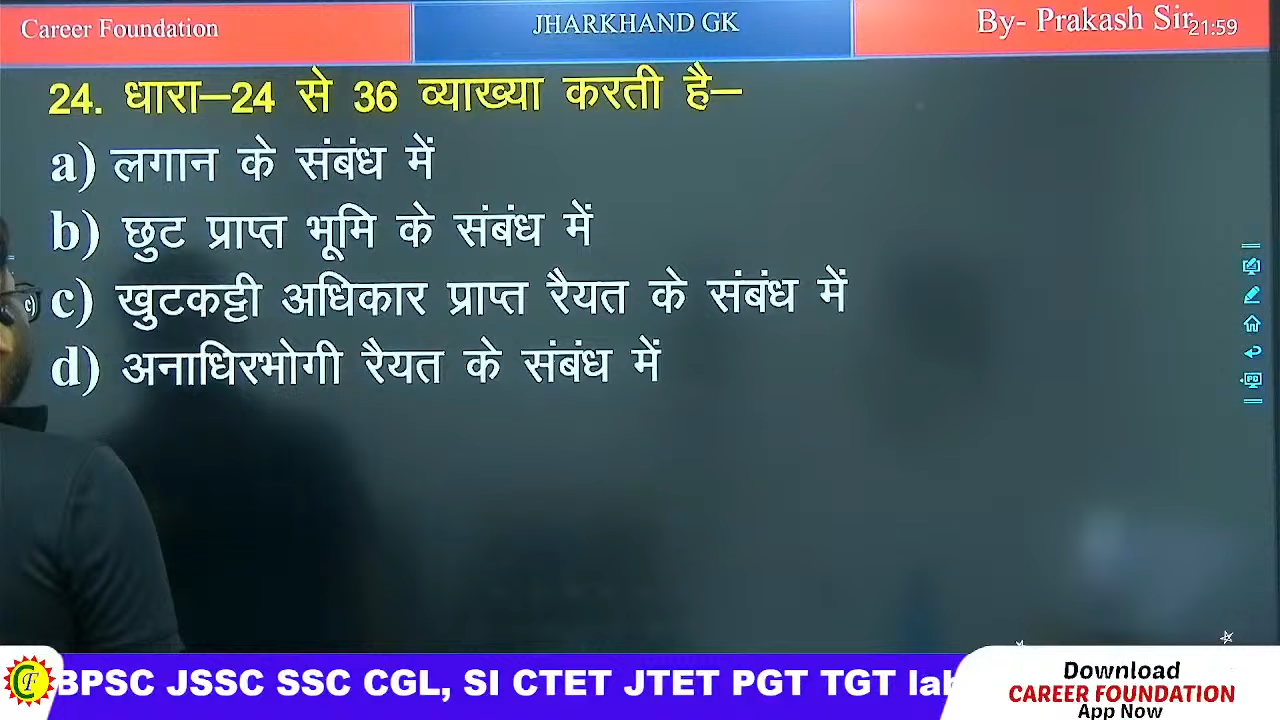 Career Foundation
JHARKHAND GK
By- Prakash Sir
21:59
24. धारा–24 से 36 व्याख्या करती है–
a) लगान के संबंध में
b) छुट प्राप्त भूमि के संबंध में
c) खुटकट्टी अधिकार प्राप्त रैयत के संबंध में
d) अनाधिरभोगी रैयत के संबंध में
BPSC JSSC SSC CGL, SI CTET JTET PGT TGT lab
Download
CAREER FOUNDATION
App Now